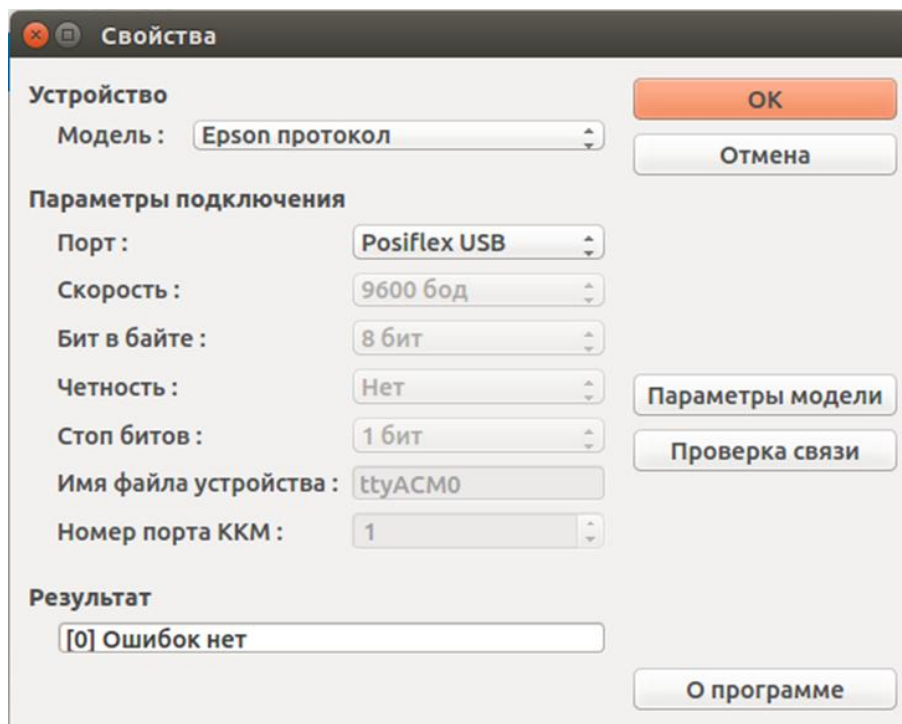 Свойства
Устройство
OK
Модель : Epson протокол
Отмена
Параметры подключения
Порт : Posiflex USB
Скорость : 9600 бод
Бит в байте : 8 бит
Четность : Нет
Параметры модели
Стоп битов : 1 бит
Проверка связи
Имя файла устройства : ttyACM0
Номер порта ККМ : 1
Результат
[0] Ошибок нет
О программе